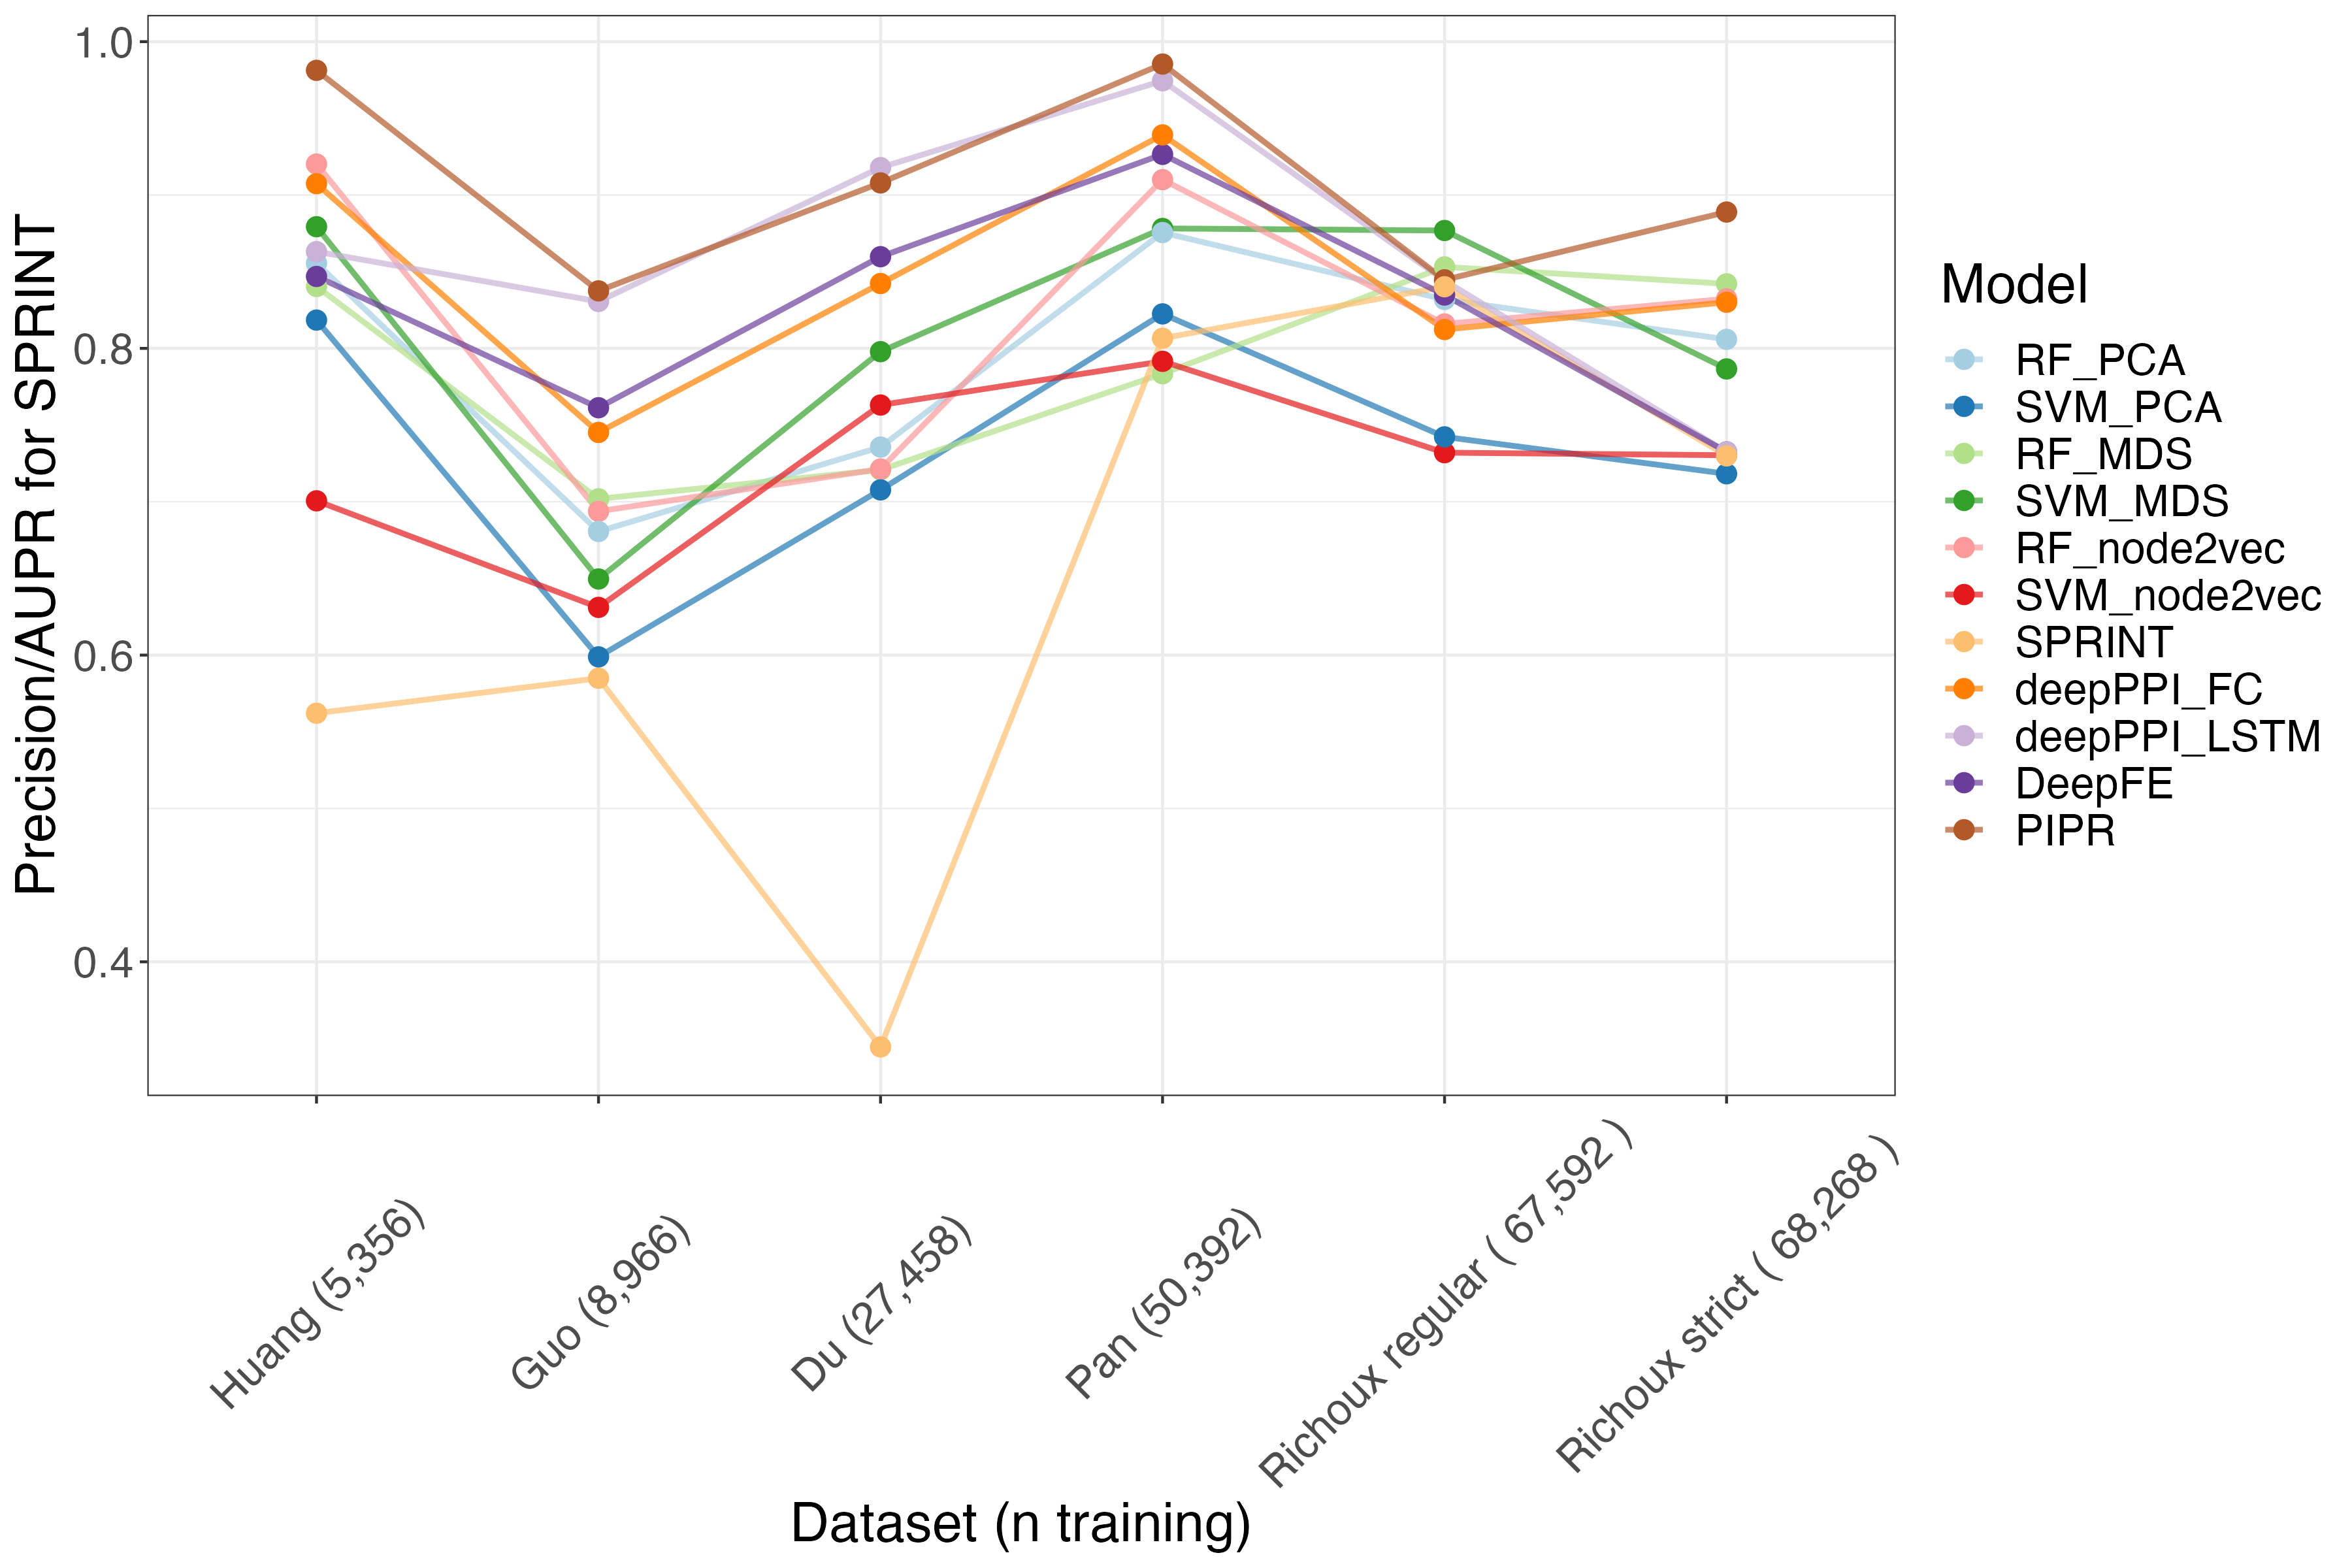 Precision/AUPR for SPRINT
1.0
0.8
0.6
0.4
Huang (5,356)
Guo (8,966)
Du (27,458)
Pan (50,392)
Richoux regular ( 67,592 )
Richoux strict ( 68,268 )
Dataset (n training)
Model
RF_PCA
SVM_PCA
RF_MDS
SVM_MDS
RF_node2vec
SVM_node2vec
SPRINT
deepPPI_FC
deepPPI_LSTM
DeepFE
PIPR